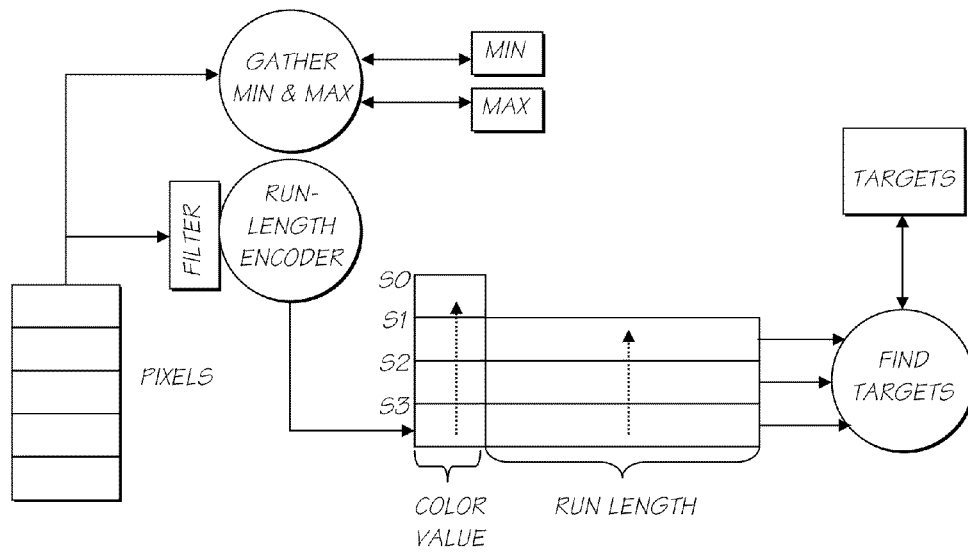 GATHER
MIN & MAX
MIN
MAX
RUN-
LENGTH
ENCODER
FILTER
TARGETS
S0
S1
S2
S3
PIXELS
FIND
TARGETS
COLOR
VALUE
RUN LENGTH